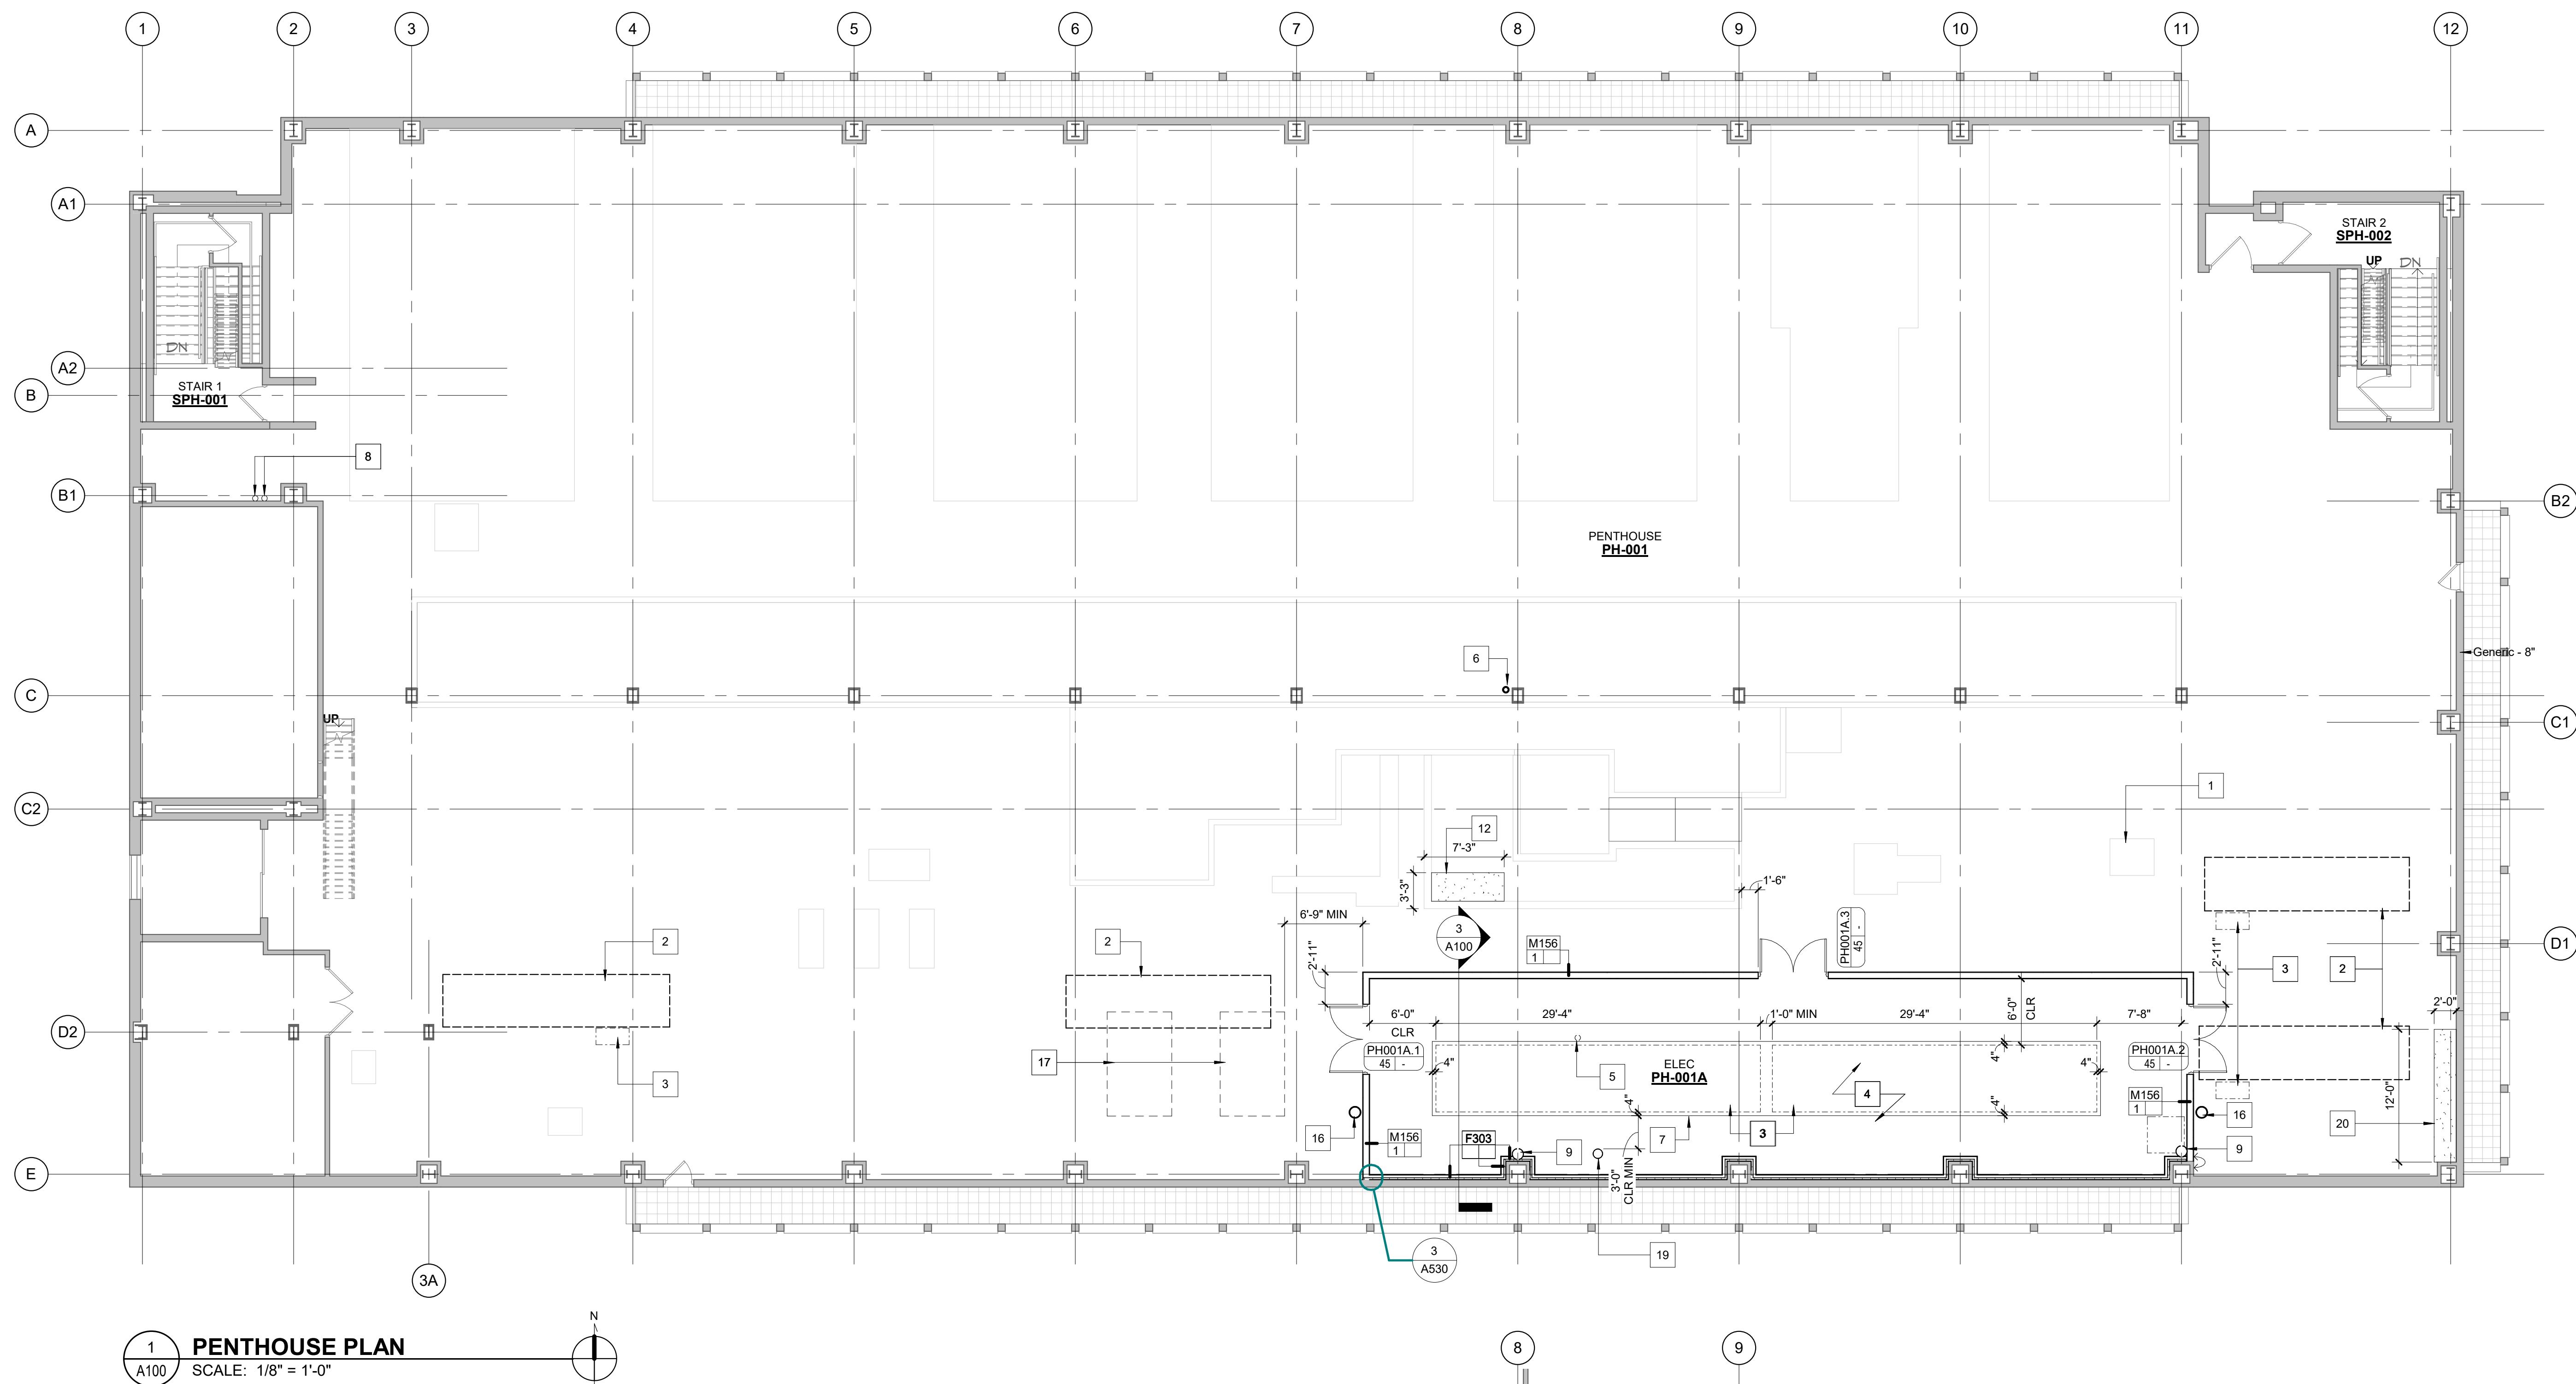 1 2 3 4 5 6 7 8 9 10 11 12
A
A1
STAIR 2
SPH-002
UP DN
DN
A2
STAIR 1
SPH-001
B
8
B1
B2
PENTHOUSE
PH-001
6
Generic - 8"
C
UP
C1
1
C2
12
7'-3"
3'-3"
1'-6"
6'-9" MIN
2
2
3
A100
M156
1
PH001A.3
45 -
D1
2'-11"
2'-11"
3
2
2'-0"
D2
6'-0"
CLR
29'-4"
1'-0" MIN
29'-4"
6'-0"
CLR
7'-8"
17
PH001A.1
45 -
4"
ELEC
PH-001A
4"
PH001A.2
45 -
4"
5
3
4
M156
1
12'-0"
4"
4"
16
M156
1
F303
9
7
3
16
20
9
3'-0"
CLR MIN
E
19
3
A530
3A
1
A100
PENTHOUSE PLAN
SCALE: 1/8" = 1'-0"
N
8
9